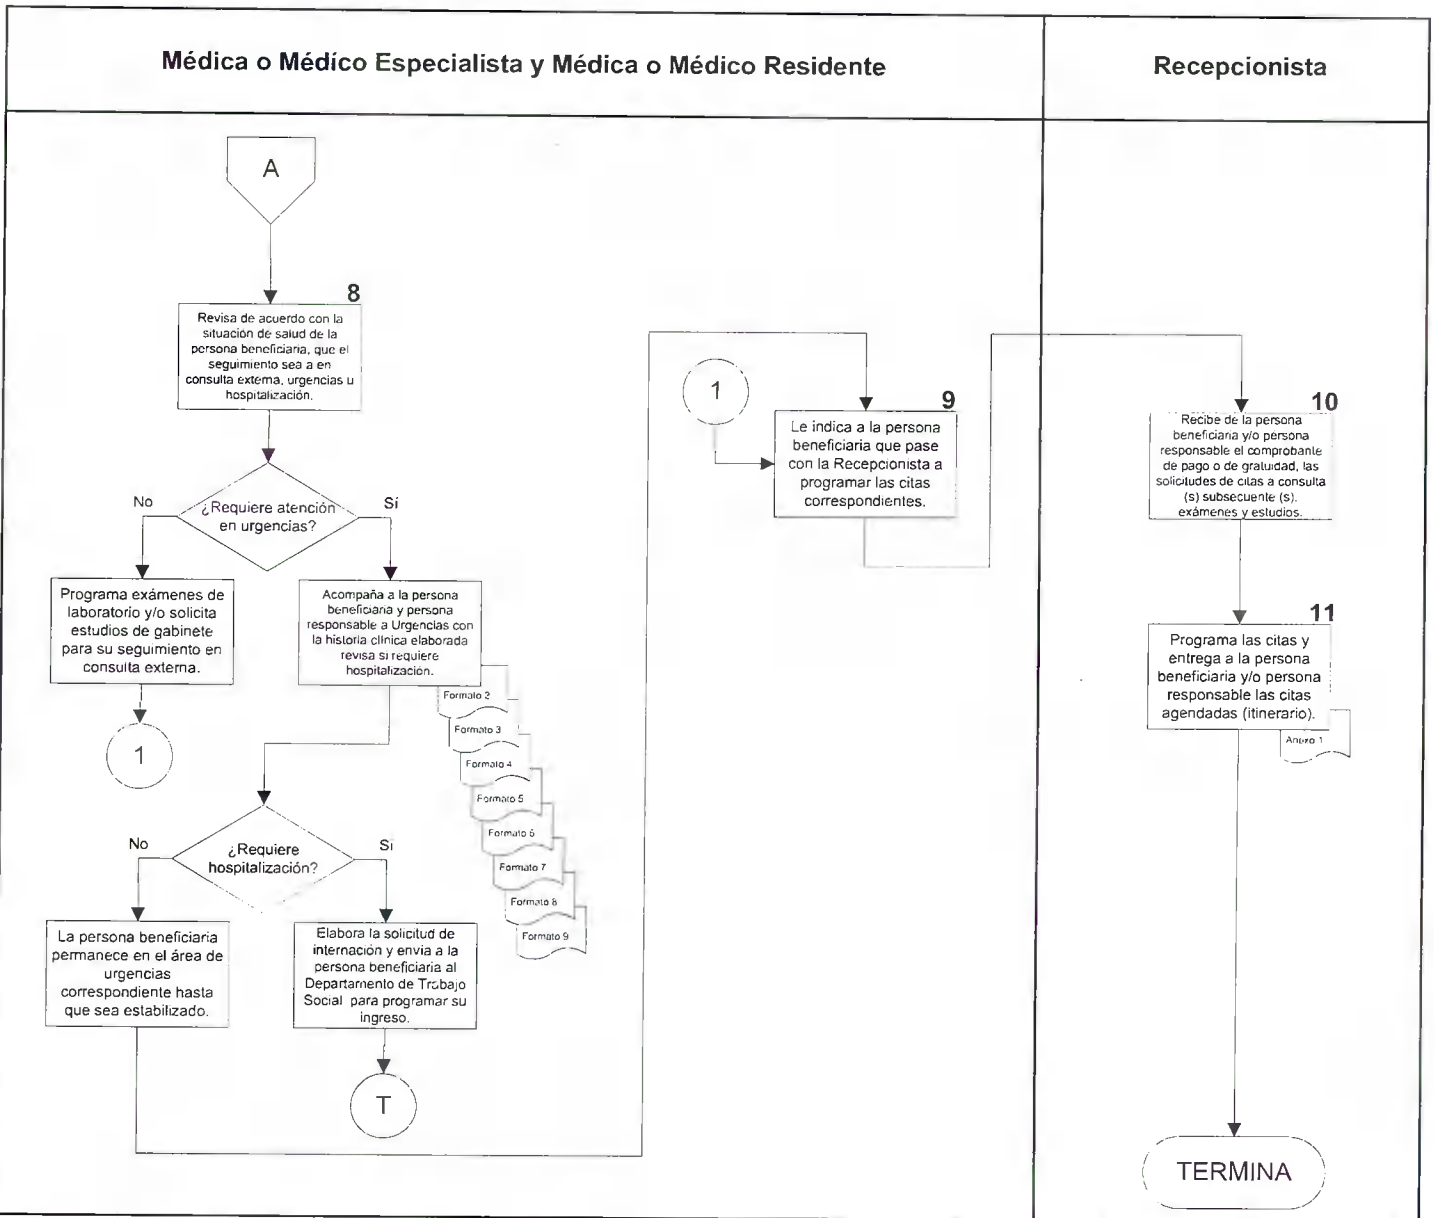 Médica o Médico Especialista y Médica o Médico Residente
Recepcionista
A
8
Revisa de acuerdo con la
situación de salud de la
persona beneficiaria, que el
seguimiento sea a en
consulta externa, urgencias u
hospitalización.
No
¿Requiere atención
en urgencias?
Sí
Programa exámenes de
laboratorio y/o solicita
estudios de gabinete
para su seguimiento en
consulta externa.
1
Acompaña a la persona
beneficiaria y persona
responsable a Urgencias con
la historia clínica elaborada
revisa si requiere
hospitalización.
Formato 2
Formato 3
Formato 4
Formato 5
Formato 6
Formato 7
Formato 8
Formato 9
No
¿Requiere
hospitalización?
Sí
La persona beneficiaria
permanece en el área de
urgencias
correspondiente hasta
que sea estabilizado.
Elabora la solicitud de
internación y envía a la
persona beneficiaria al
Departamento de Trabajo
Social para programar su
ingreso.
T
1
9
Le indica a la persona
beneficiaria que pase
con la Recepcionista a
programar las citas
correspondientes.
10
Recibe de la persona
beneficiaria y/o persona
responsable el comprobante
de pago o de gratuidad, las
solicitudes de citas a consulta
(s) subsecuente (s).
exámenes y estudios.
11
Programa las citas y
entrega a la persona
beneficiaria y/o persona
responsable las citas
agendadas (itinerario).
Anexo 1
TERMINA